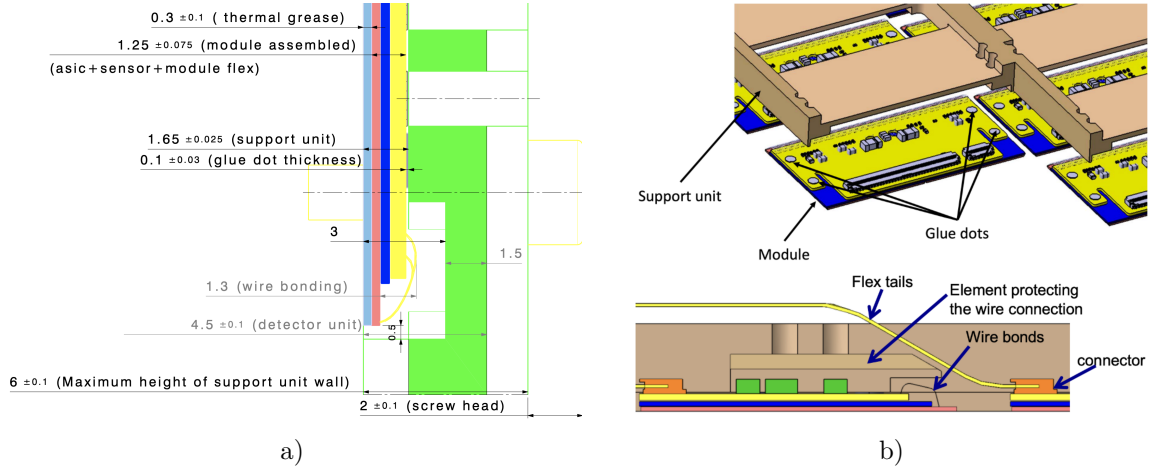 0.3 ±0.1 ( thermal grease)
1.25 ±0.075 (module assembled)
(asic+sensor+module flex)
1.65 ±0.025 (support unit)
0.1 ±0.03 (glue dot thickness)
3
1.5
1.3 (wire bonding)
4.5 ±0.1 (detector unit)
0.5
6 ±0.1 (Maximum height of support unit wall)
2 ±0.1 (screw head)
a)
Support unit
Glue dots
Module
Flex tails
Element protecting
the wire connection
Wire bonds
connector
b)